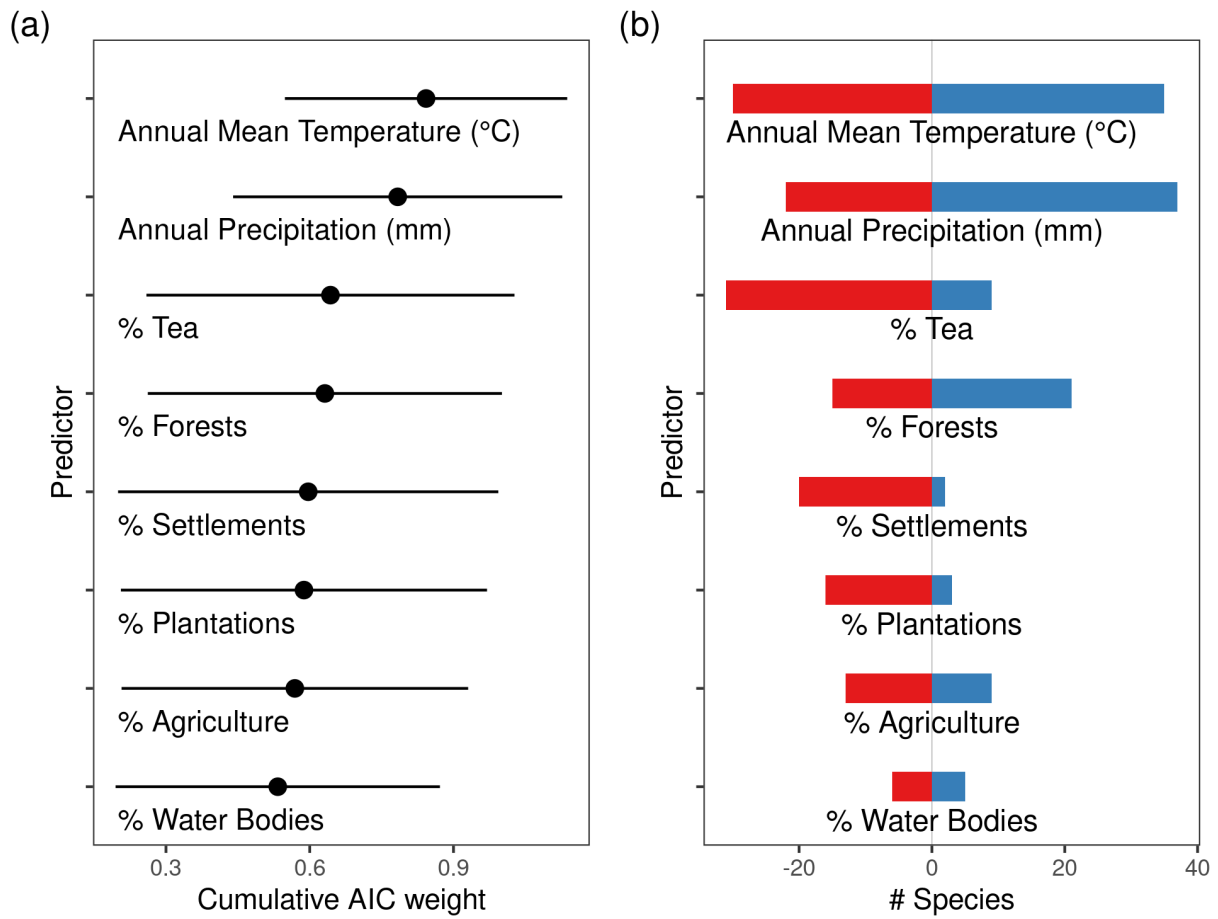 (a)
Predictor
Annual Mean Temperature (°C)
Annual Precipitation (mm)
% Tea
% Forests
% Settlements
% Plantations
% Agriculture
% Water Bodies
0.3 0.6 0.9
Cumulative AIC weight
(b)
Predictor
Annual Mean Temperature (°C)
Annual Precipitation (mm)
% Tea
% Forests
% Settlements
% Plantations
% Agriculture
% Water Bodies
-20 0 20 40
# Species